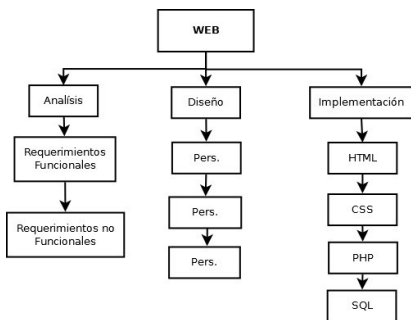 WEB
Analísis
Diseño
Implementación
Requerimientos
Funcionales
Pers.
HTML
Requerimientos no
Funcionales
Pers.
CSS
Pers.
PHP
SQL